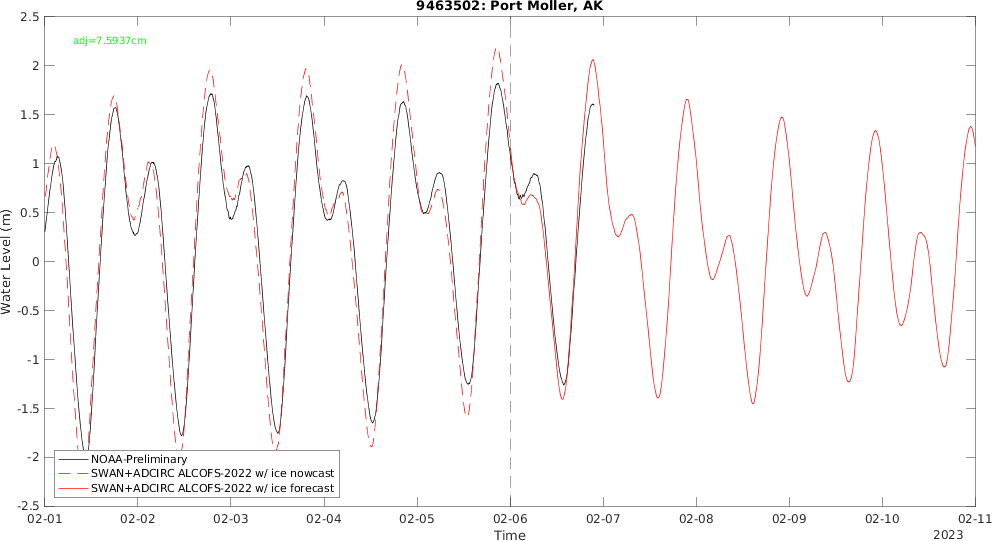 9463502: Port Moller, AK
adj=7.5937cm
2.5
2
1.5
1
0.5
0
-0.5
-1
-1.5
-2
-2.5
Water Level (m)
NOAA-Preliminary
SWAN+ADCIRC ALCOFS-2022 w/ ice nowcast
SWAN+ADCIRC ALCOFS-2022 w/ ice forecast
02-01 02-02 02-03 02-04 02-05 02-06 02-07 02-08 02-09 02-10 02-11
Time
2023